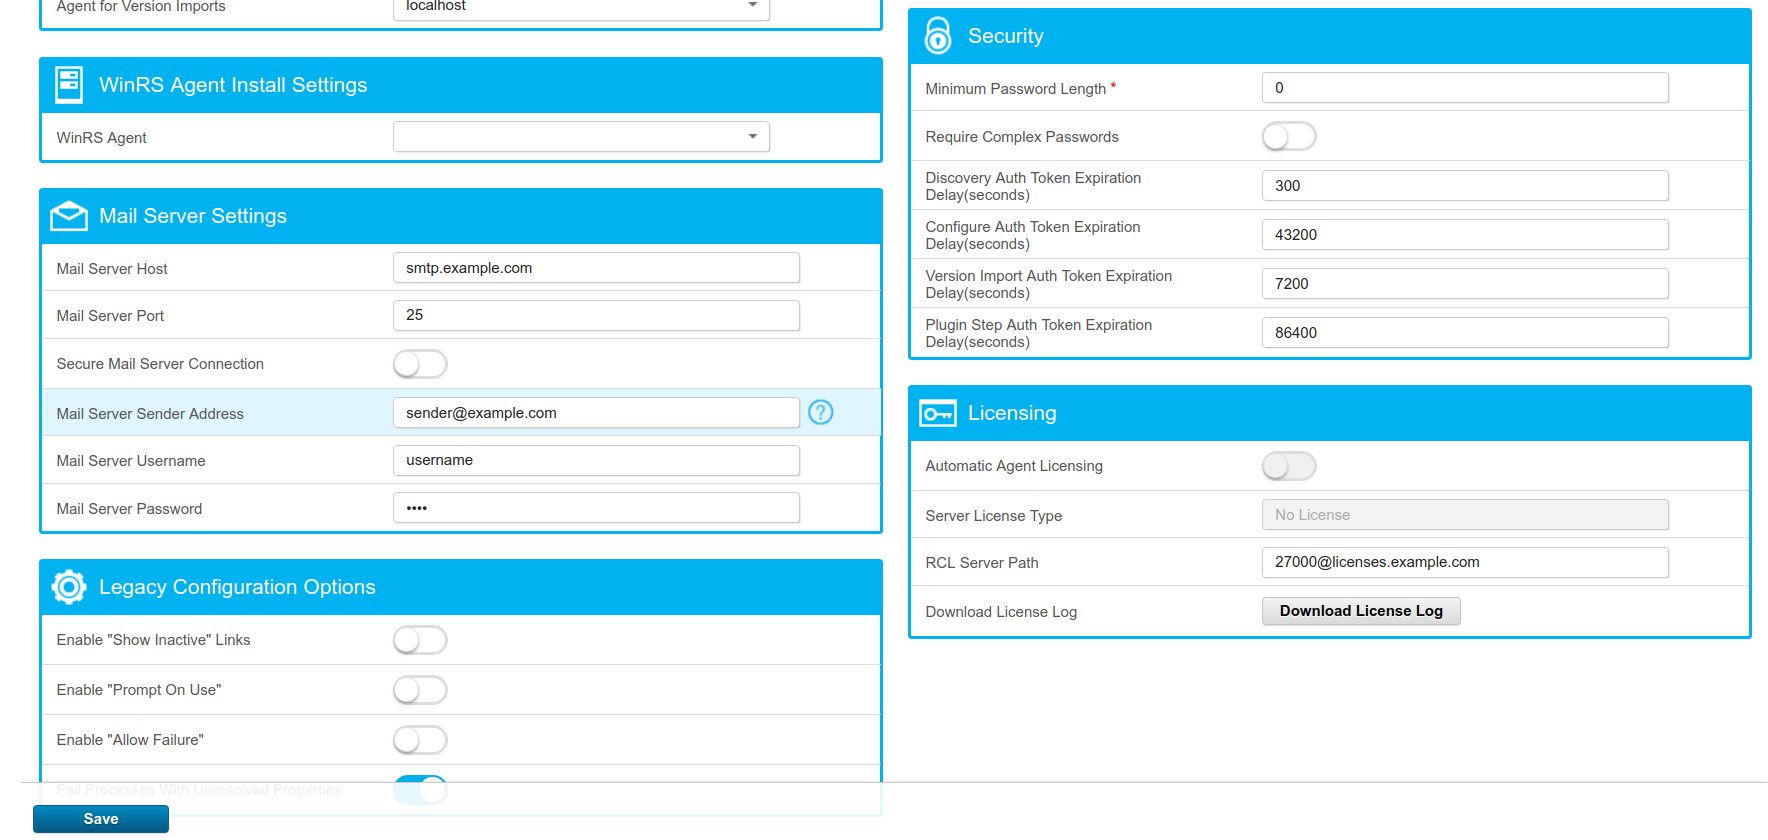 Agent for Version Imports
localhost
WinRS Agent Install Settings
WinRS Agent
Mail Server Settings
Mail Server Host
smtp.example.com
Mail Server Port
25
Secure Mail Server Connection
Mail Server Sender Address
sender@example.com
?
Mail Server Username
username
Mail Server Password
••••
Legacy Configuration Options
Enable "Show Inactive" Links
Enable "Prompt On Use"
Enable "Allow Failure"
Fail Processes With Unresolved Properties
Save
Security
Minimum Password Length *
0
Require Complex Passwords
Discovery Auth Token Expiration
Delay(seconds)
300
Configure Auth Token Expiration
Delay(seconds)
43200
Version Import Auth Token Expiration
Delay(seconds)
7200
Plugin Step Auth Token Expiration
Delay(seconds)
86400
Licensing
Automatic Agent Licensing
Server License Type
No License
RCL Server Path
27000@licenses.example.com
Download License Log
Download License Log